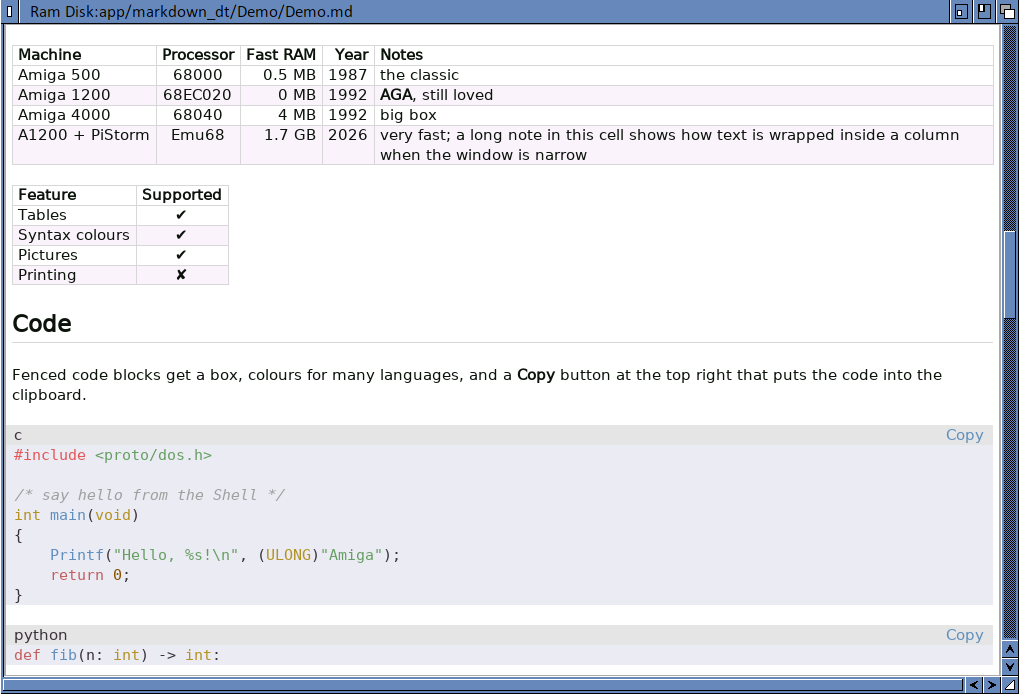 Ram Disk:app/markdown_dt/Demo/Demo.md
Machine Processor Fast RAM Year Notes
Amiga 500 68000 0.5 MB 1987 the classic
Amiga 1200 68EC020 0 MB 1992 AGA, still loved
Amiga 4000 68040 4 MB 1992 big box
A1200 + PiStorm Emu68 1.7 GB 2026 very fast; a long note in this cell shows how text is wrapped inside a column
when the window is narrow
Feature Supported
Tables ✔
Syntax colours ✔
Pictures ✔
Printing ✘
Code
Fenced code blocks get a box, colours for many languages, and a Copy button at the top right that puts the code into the
clipboard.
c Copy
#include <proto/dos.h>
/* say hello from the Shell */
int main(void)
{
    Printf("Hello, %s!\n", (ULONG)"Amiga");
    return 0;
}
python Copy
def fib(n: int) -> int: